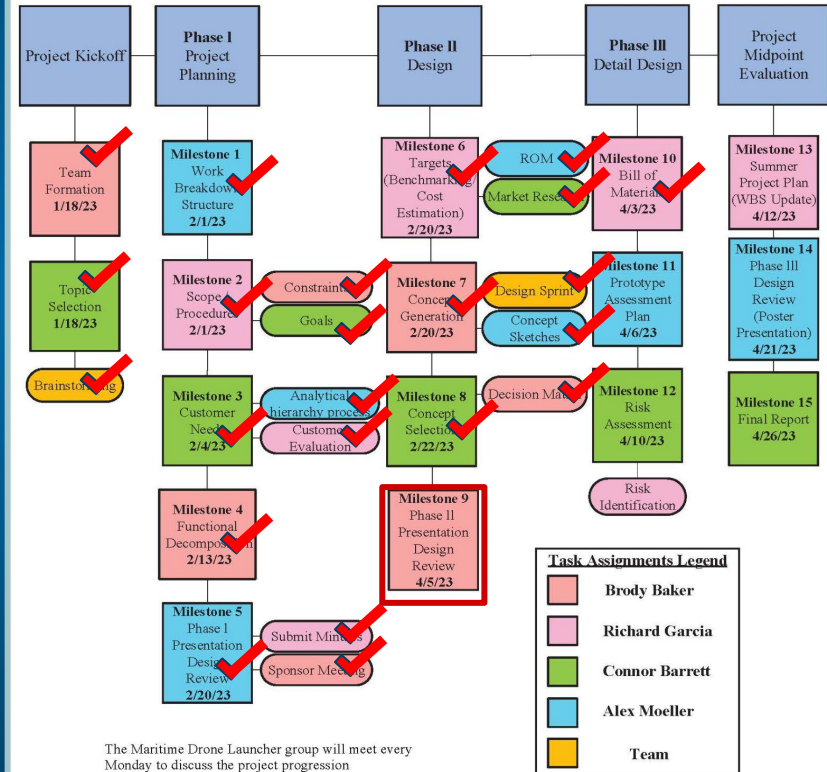 Project Kickoff
Team
Formation
1/18/23
Topic
Selection
1/18/23
Brainstorming
Phase I
Project
Planning
Milestone 1
Work
Breakdown
Structure
2/1/23
Milestone 2
Scope
Procedures
2/1/23
Constraints
Goals
Milestone 3
Customer
Needs
2/4/23
Analytical
hierarchy process
Customer
Evaluation
Milestone 4
Functional
Decomposition
2/13/23
Milestone 5
Phase I
Presentation
Design
Review
2/20/23
Submit Minutes
Sponsor Meeting
Phase II
Design
Milestone 6
Targets
(Benchmarking/
Cost
Estimation)
2/20/23
ROM
Market Research
Milestone 7
Concept
Generation
2/20/23
Design Sprint
Concept
Sketches
Milestone 8
Concept
Selection
2/22/23
Decision Matrix
Milestone 9
Phase II
Presentation
Design
Review
4/5/23
Phase III
Detail Design
Milestone 10
Bill of
Materials
4/3/23
Milestone 11
Prototype
Assessment
Plan
4/6/23
Milestone 12
Risk
Assessment
4/10/23
Risk
Identification
Project
Midpoint
Evaluation
Milestone 13
Summer
Project Plan
(WBS Update)
4/12/23
Milestone 14
Phase III
Design
Review
(Poster
Presentation)
4/21/23
Milestone 15
Final Report
4/26/23
Task Assignments Legend
Brody Baker
Richard Garcia
Connor Barrett
Alex Moeller
Team
The Maritime Drone Launcher group will meet every
Monday to discuss the project progression